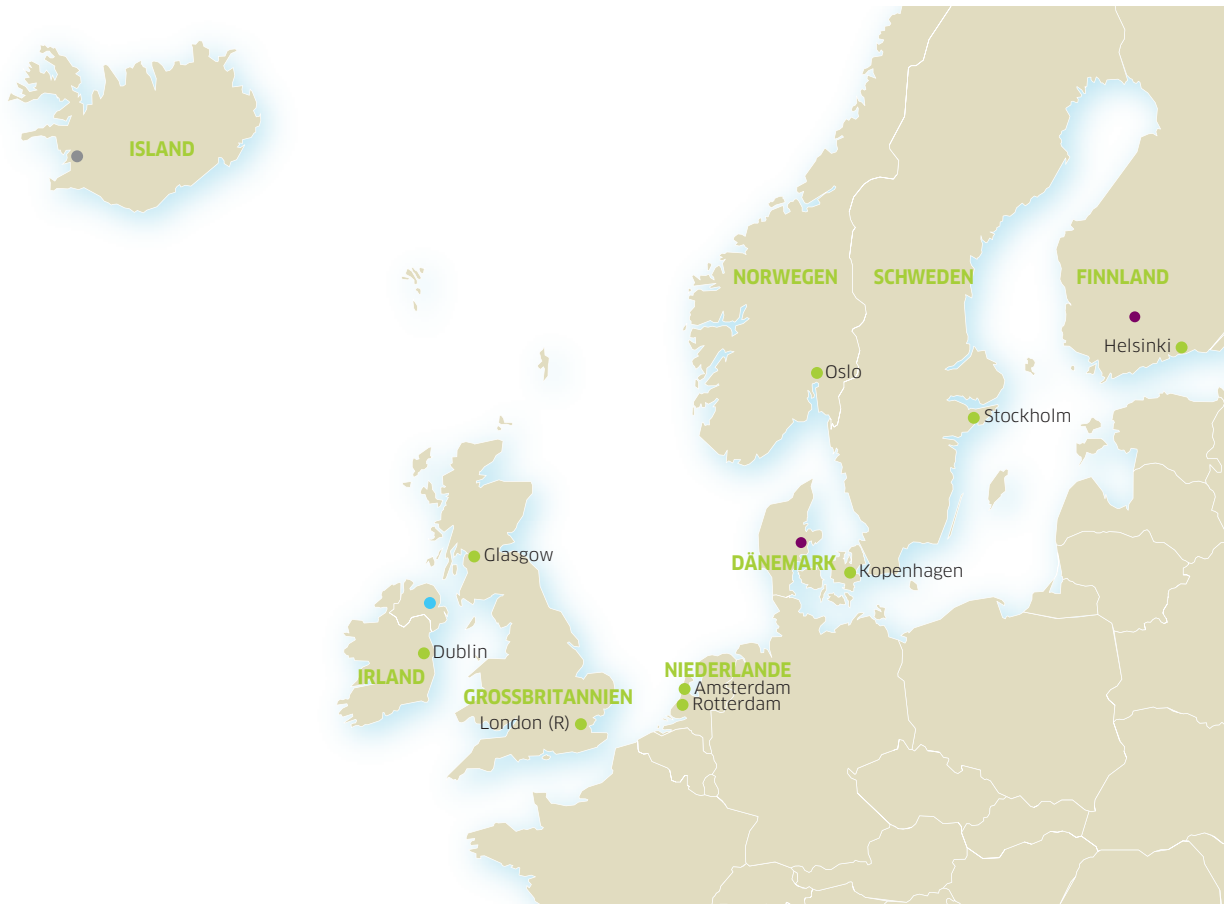 ISLAND
NORWEGEN
SCHWEDEN
FINNLAND
Helsinki
Oslo
Stockholm
Glasgow
DÄNEMARK
Kopenhagen
Dublin
IRLAND
NIEDERLANDE
Amsterdam
GROSSBRITANNIEN
Rotterdam
London (R)